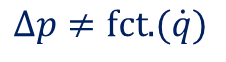 Δp ≠ fct.(q̇)